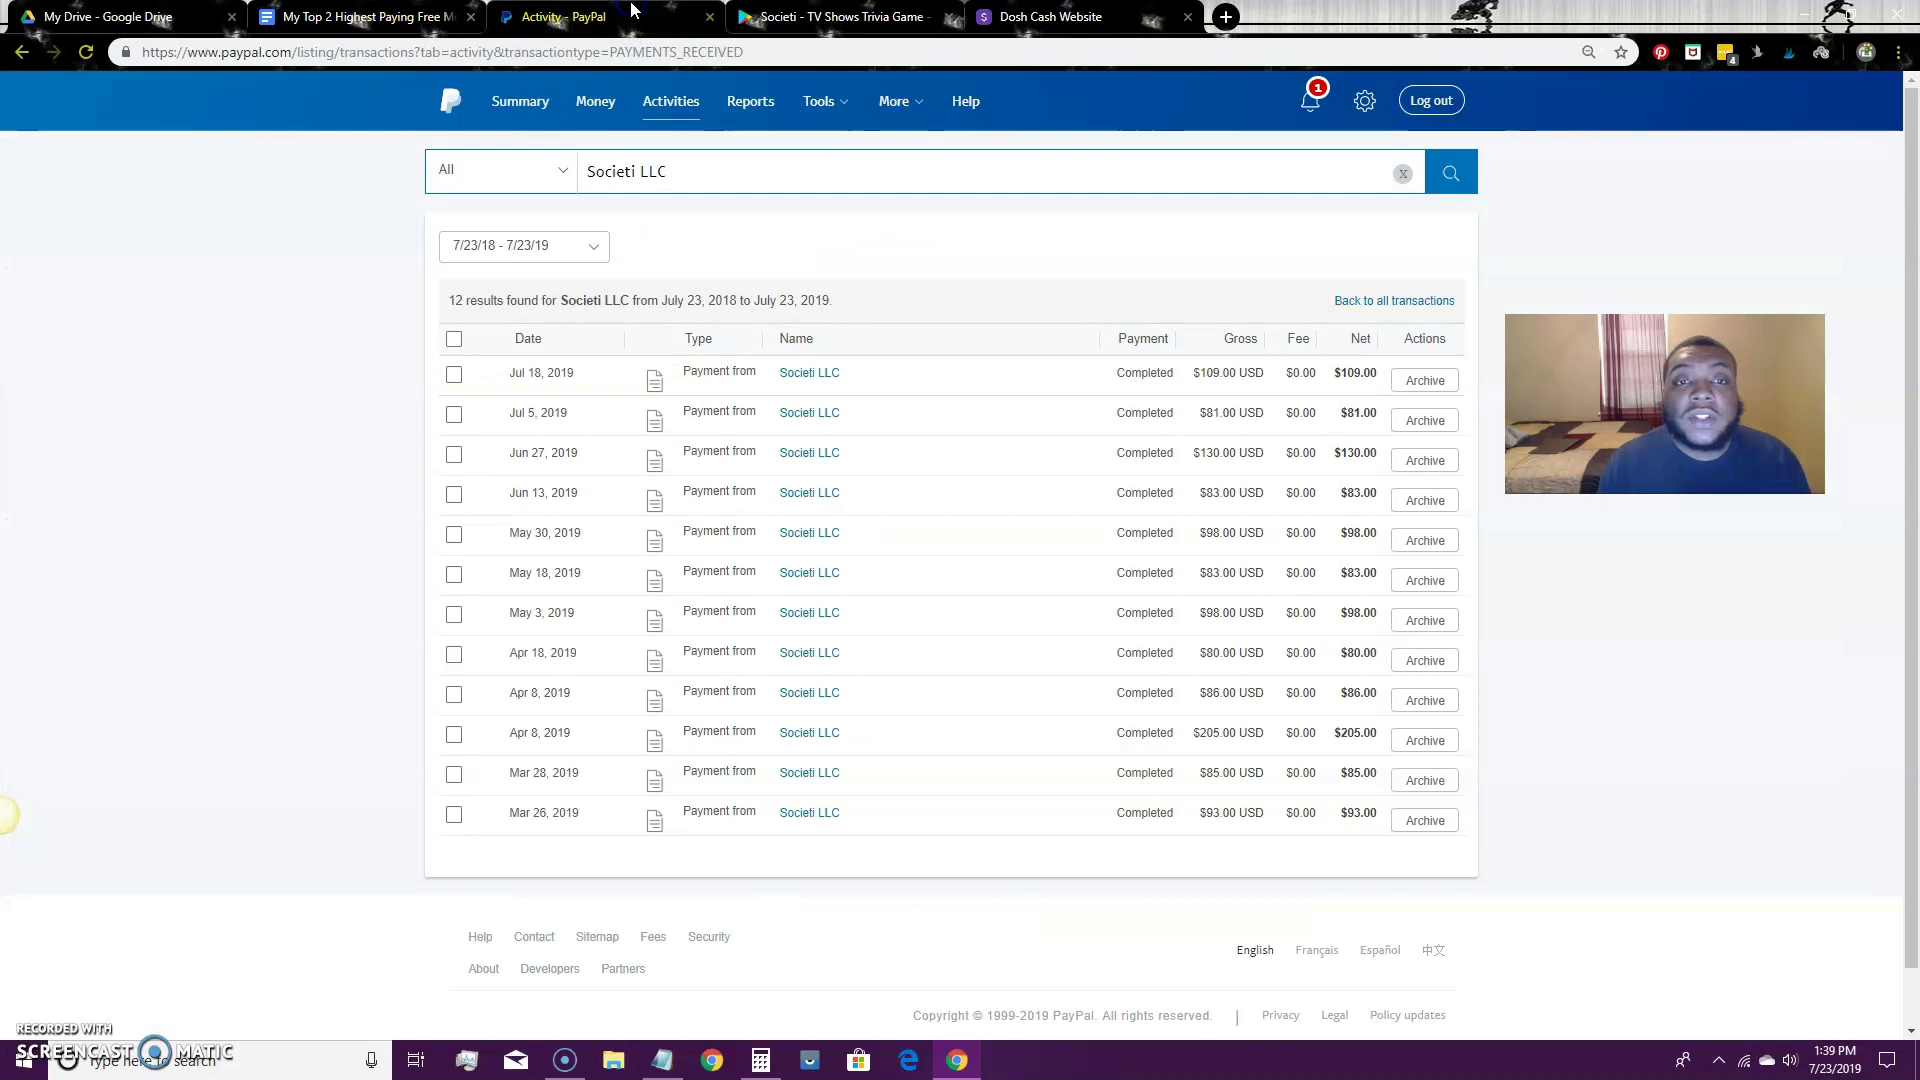 My Drive - Google Drive
My Top 2 Highest Paying Free M
Activity - PayPal
Societi - TV Shows Trivia Game -
Dosh Cash Website
https://www.paypal.com/listing/transactions?tab=activity&transactiontype=PAYMENTS_RECEIVED
4
Summary Money Activities Reports Tools More Help 1 Log out
All Societi LLC x
7/23/18 - 7/23/19
12 results found for Societi LLC from July 23, 2018 to July 23, 2019. Back to all transactions
Date Type Name Payment Gross Fee Net Actions
Jul 18, 2019 Payment from Societi LLC Completed $109.00 USD $0.00 $109.00 Archive
Jul 5, 2019 Payment from Societi LLC Completed $81.00 USD $0.00 $81.00 Archive
Jun 27, 2019 Payment from Societi LLC Completed $130.00 USD $0.00 $130.00 Archive
Jun 13, 2019 Payment from Societi LLC Completed $83.00 USD $0.00 $83.00 Archive
May 30, 2019 Payment from Societi LLC Completed $98.00 USD $0.00 $98.00 Archive
May 18, 2019 Payment from Societi LLC Completed $83.00 USD $0.00 $83.00 Archive
May 3, 2019 Payment from Societi LLC Completed $98.00 USD $0.00 $98.00 Archive
Apr 18, 2019 Payment from Societi LLC Completed $80.00 USD $0.00 $80.00 Archive
Apr 8, 2019 Payment from Societi LLC Completed $86.00 USD $0.00 $86.00 Archive
Apr 8, 2019 Payment from Societi LLC Completed $205.00 USD $0.00 $205.00 Archive
Mar 28, 2019 Payment from Societi LLC Completed $85.00 USD $0.00 $85.00 Archive
Mar 26, 2019 Payment from Societi LLC Completed $93.00 USD $0.00 $93.00 Archive
Help Contact Sitemap Fees Security
English Français Español 中文
About Developers Partners
Copyright © 1999-2019 PayPal. All rights reserved. | Privacy Legal Policy updates
RECORDED WITH
SCREENCAST MATIC
Type here to search
1:39 PM
7/23/2019